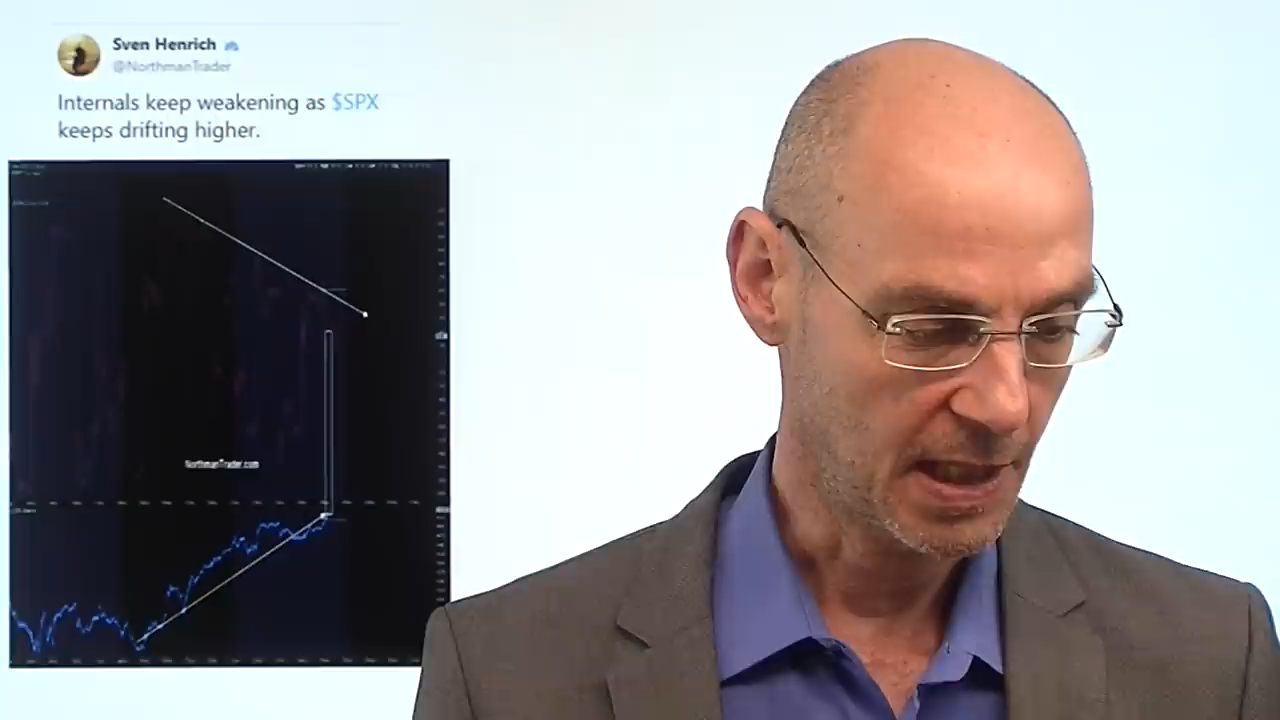 Sven Henrich
@NorthmanTrader
Internals keep weakening as $SPX
keeps drifting higher.
NorthmanTrader.com